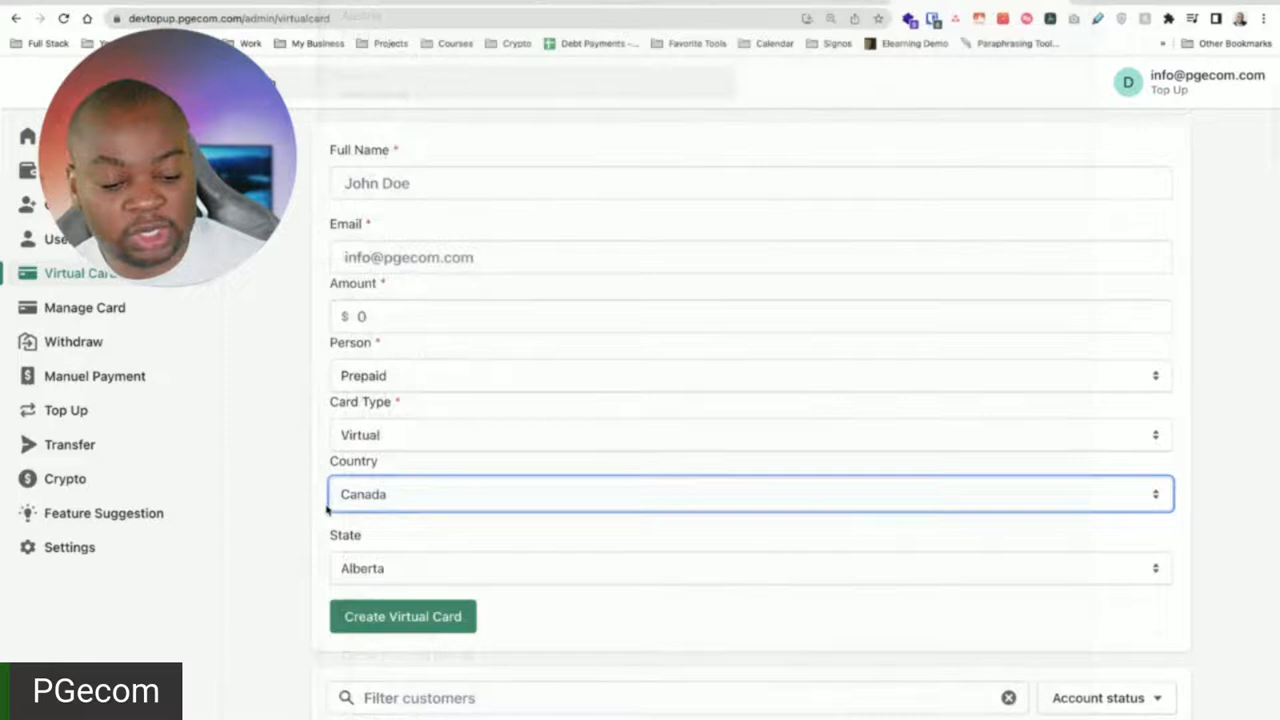 devtopup.pgecom.com/admin/virtualcard
Full Stack
Work
My Business
Projects
Courses
Crypto
Debt Payments -...
Favorite Tools
Calendar
Signos
Elearning Demo
Paraphrasing Tool...
»
Other Bookmarks
D
info@pgecom.com
Top Up
Virtual Card
Manage Card
Withdraw
Manuel Payment
Top Up
Transfer
Crypto
Feature Suggestion
Settings
Full Name *
John Doe
Email *
info@pgecom.com
Amount *
$ 0
Person *
Prepaid
Card Type *
Virtual
Country
Canada
State
Alberta
Create Virtual Card
Filter customers
Account status
PGecom